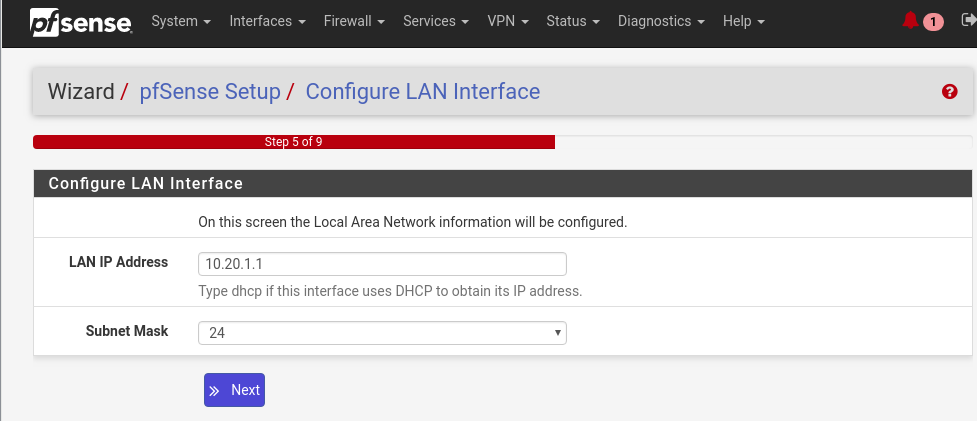 pfsense System Interfaces Firewall Services VPN Status Diagnostics Help 1
Wizard / pfSense Setup / Configure LAN Interface
Step 5 of 9
Configure LAN Interface
On this screen the Local Area Network information will be configured.
LAN IP Address 10.20.1.1
Type dhcp if this interface uses DHCP to obtain its IP address.
Subnet Mask 24
Next